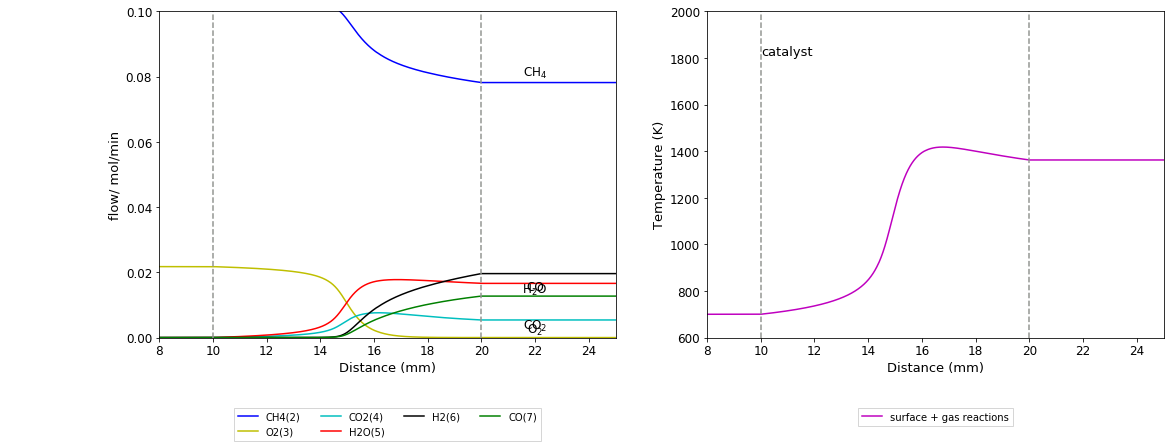 0.10
0.08
0.06
0.04
0.02
0.00
flow/ mol/min
CH₄
CO
H₂O
CO₂
O₂
8 10 12 14 16 18 20 22 24
Distance (mm)
CH4(2) CO2(4) H2(6) CO(7)
O2(3) H2O(5)
2000
1800
1600
1400
1200
1000
800
600
Temperature (K)
catalyst
8 10 12 14 16 18 20 22 24
Distance (mm)
surface + gas reactions